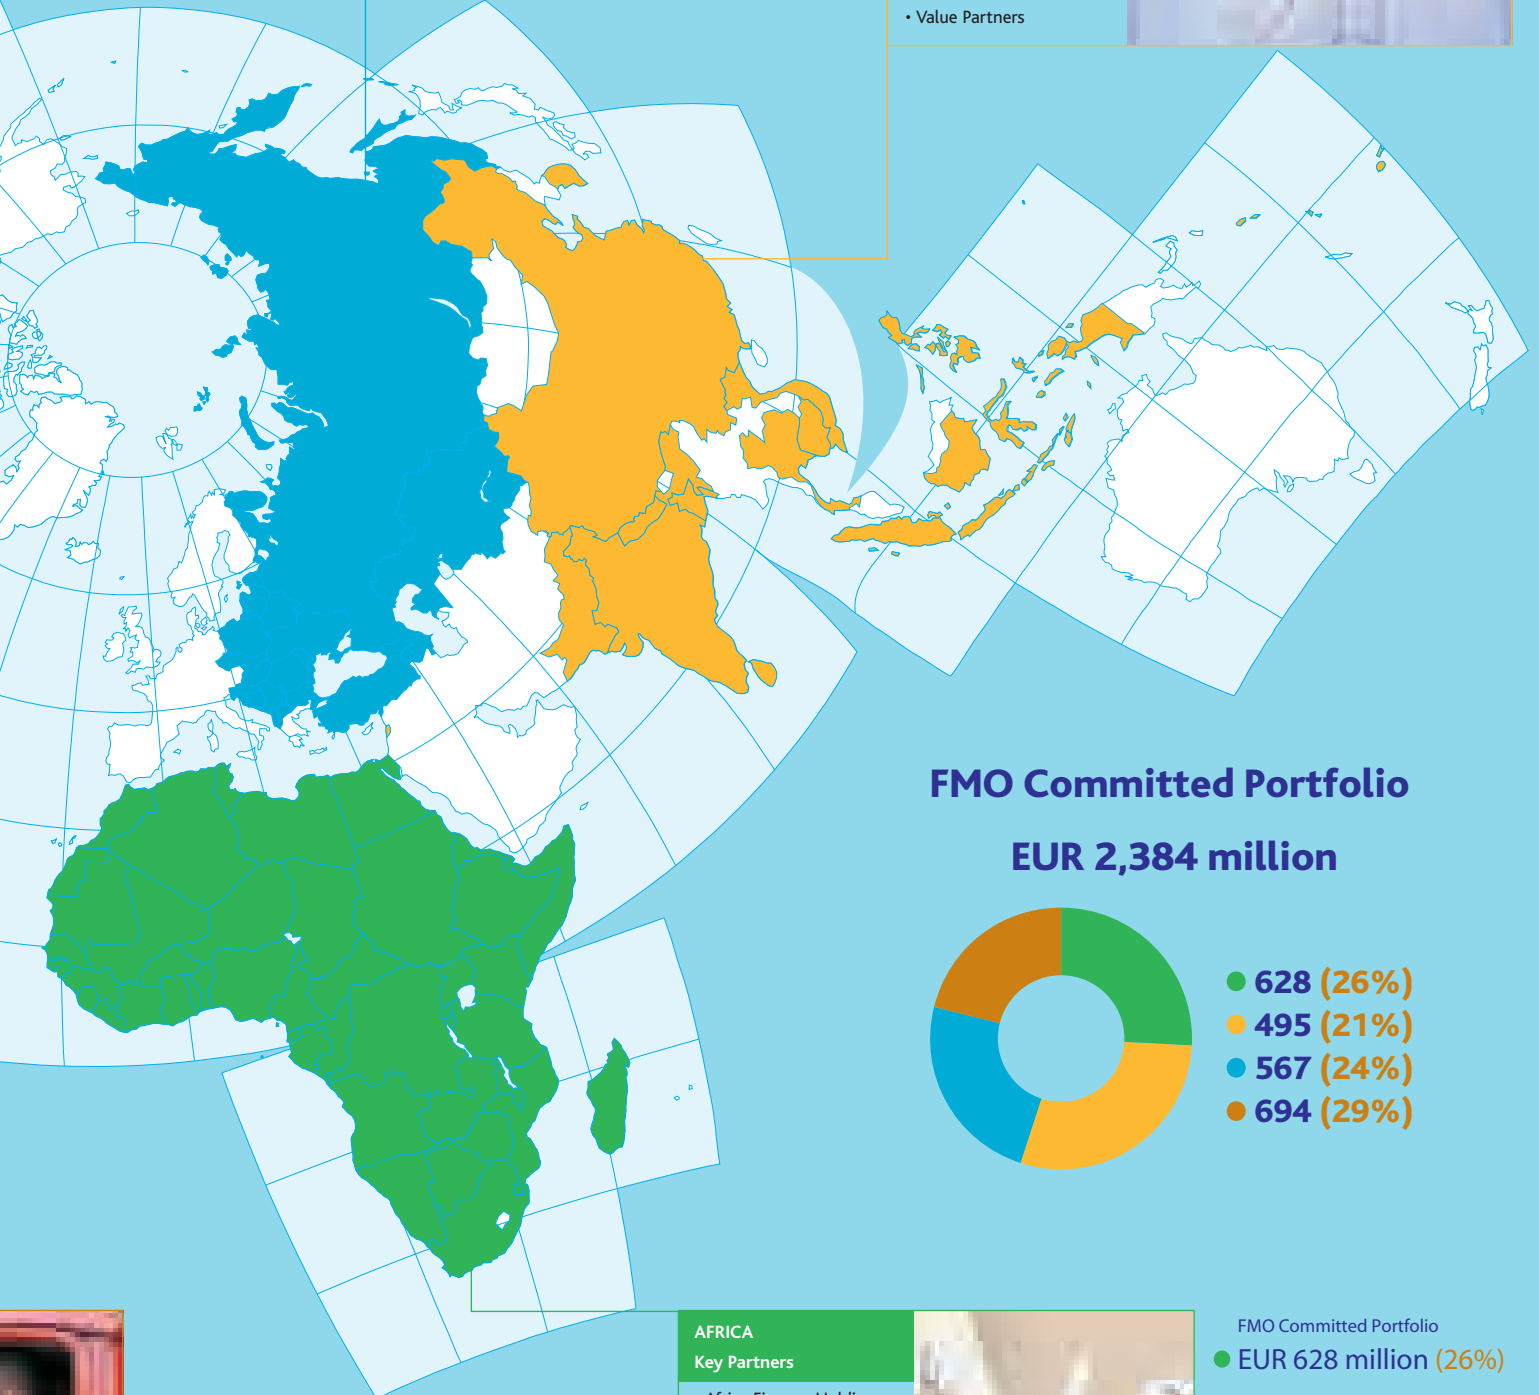 • Value Partners
FMO Committed Portfolio
EUR 2,384 million
628 (26%)
495 (21%)
567 (24%)
694 (29%)
AFRICA
Key Partners
FMO Committed Portfolio
EUR 628 million (26%)